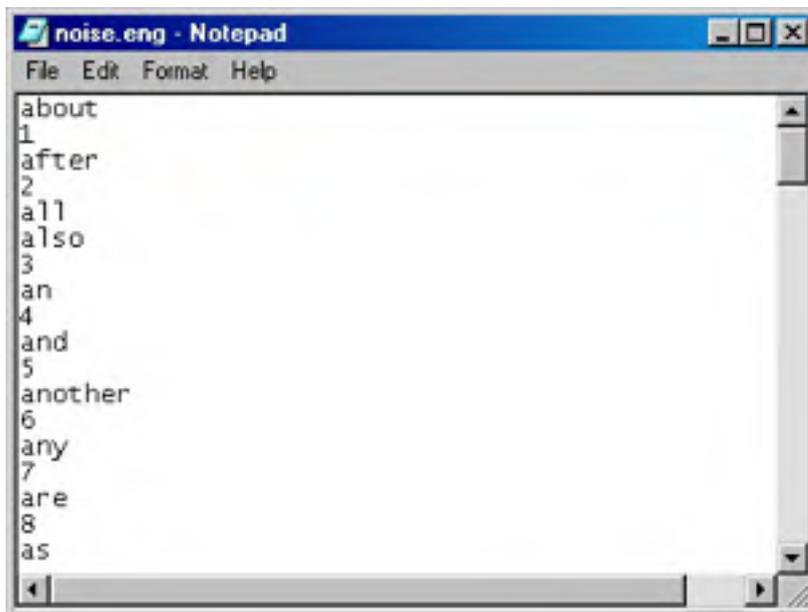 noise.eng - Notepad
File Edit Format Help
about
1
after
2
all
also
3
an
4
and
5
another
6
any
7
are
8
as